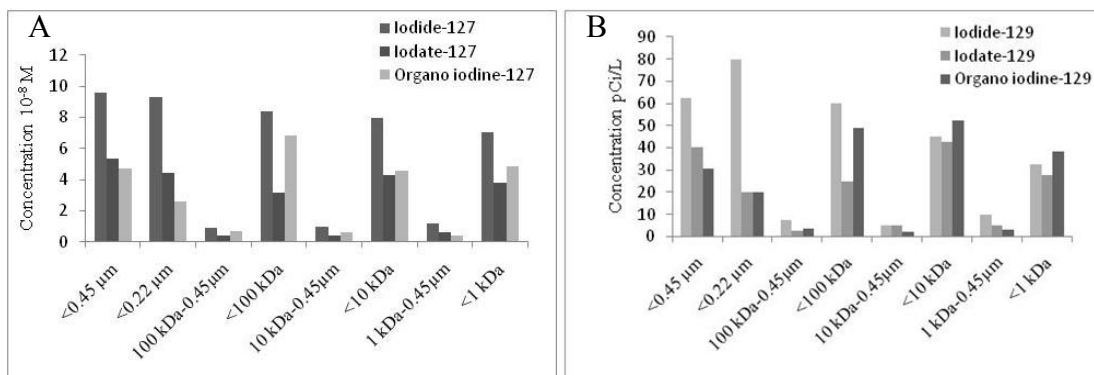 A
Iodide-127
Iodate-127
Organo iodine-127
Concentration 10⁻⁸ M
12
10
8
6
4
2
0
<0.45 µm
<0.22 µm
100 kDa-0.45µm
<100 kDa
10 kDa-0.45µm
<10 kDa
1 kDa-0.45µm
<1 kDa
B
Iodide-129
Iodate-129
Organo iodine-129
Concentration pCi/L
90
80
70
60
50
40
30
20
10
0
<0.45 µm
<0.22 µm
100 kDa-0.45µm
<100 kDa
10 kDa-0.45µm
<10 kDa
1 kDa-0.45µm
<1 kDa